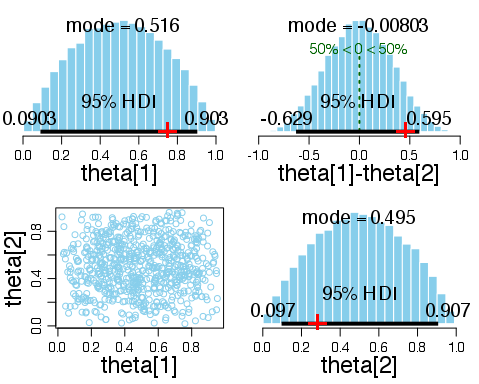 mode = 0.516
95% HDI
0.0903 0.903
0.0 0.2 0.4 0.6 0.8 1.0
theta[1]
mode = -0.00803
50% < 0 < 50%
95% HDI
-0.629 0.595
-1.0 -0.5 0.0 0.5 1.0
theta[1]-theta[2]
theta[2]
0.8
0.4
0.0
0.0 0.2 0.4 0.6 0.8
theta[1]
mode = 0.495
95% HDI
0.097 0.907
0.0 0.2 0.4 0.6 0.8 1.0
theta[2]